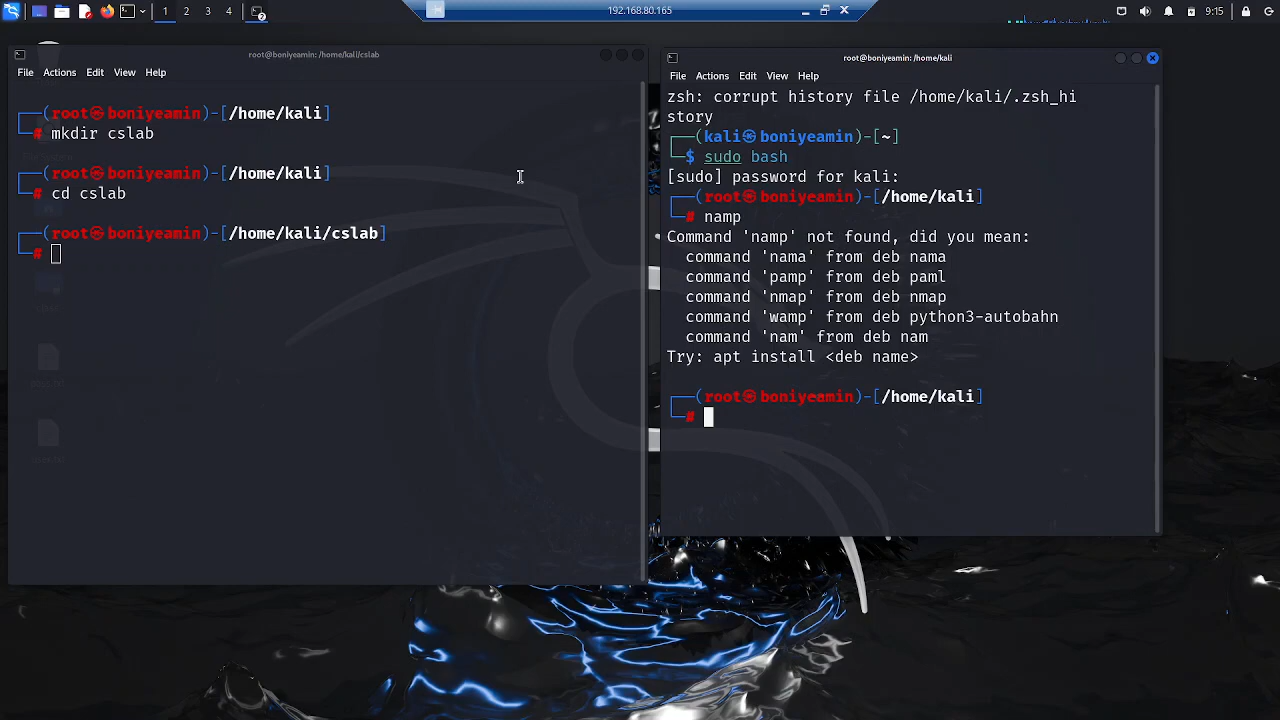 1 2 3 4
192.168.80.165
9:15
root@boniyeamin: /home/kali/cslab
File Actions Edit View Help
┌──(root㉿boniyeamin)-[/home/kali]
└─# mkdir cslab
┌──(root㉿boniyeamin)-[/home/kali]
└─# cd cslab
┌──(root㉿boniyeamin)-[/home/kali/cslab]
└─#
root@boniyeamin: /home/kali
File Actions Edit View Help
zsh: corrupt history file /home/kali/.zsh_hi
story
┌──(kali㉿boniyeamin)-[~]
└─$ sudo bash
[sudo] password for kali:
┌──(root㉿boniyeamin)-[/home/kali]
└─# namp
Command 'namp' not found, did you mean:
command 'nama' from deb nama
command 'pamp' from deb paml
command 'nmap' from deb nmap
command 'wamp' from deb python3-autobahn
command 'nam' from deb nam
Try: apt install <deb name>
┌──(root㉿boniyeamin)-[/home/kali]
└─#